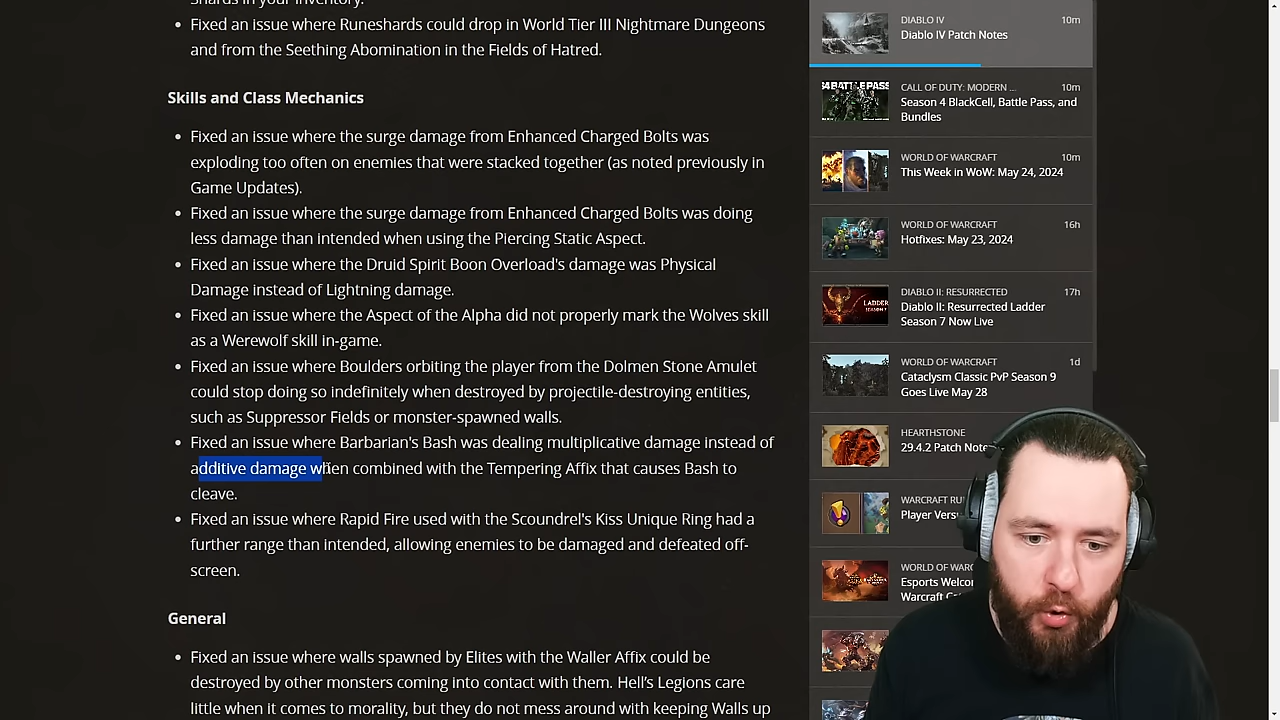 Shards in your inventory.
Fixed an issue where Runeshards could drop in World Tier III Nightmare Dungeons
and from the Seething Abomination in the Fields of Hatred.
Skills and Class Mechanics
Fixed an issue where the surge damage from Enhanced Charged Bolts was
exploding too often on enemies that were stacked together (as noted previously in
Game Updates).
Fixed an issue where the surge damage from Enhanced Charged Bolts was doing
less damage than intended when using the Piercing Static Aspect.
Fixed an issue where the Druid Spirit Boon Overload's damage was Physical
Damage instead of Lightning damage.
Fixed an issue where the Aspect of the Alpha did not properly mark the Wolves skill
as a Werewolf skill in-game.
Fixed an issue where Boulders orbiting the player from the Dolmen Stone Amulet
could stop doing so indefinitely when destroyed by projectile-destroying entities,
such as Suppressor Fields or monster-spawned walls.
Fixed an issue where Barbarian's Bash was dealing multiplicative damage instead of
additive damage when combined with the Tempering Affix that causes Bash to
cleave.
Fixed an issue where Rapid Fire used with the Scoundrel's Kiss Unique Ring had a
further range than intended, allowing enemies to be damaged and defeated off-
screen.
General
Fixed an issue where walls spawned by Elites with the Waller Affix could be
destroyed by other monsters coming into contact with them. Hell's Legions care
little when it comes to morality, but they do not mess around with keeping Walls up
DIABLO IV 10m
Diablo IV Patch Notes
CALL OF DUTY: MODERN ... 10m
Season 4 BlackCell, Battle Pass, and
Bundles
WORLD OF WARCRAFT 10m
This Week in WoW: May 24, 2024
WORLD OF WARCRAFT 16h
Hotfixes: May 23, 2024
DIABLO II: RESURRECTED 17h
Diablo II: Resurrected Ladder
Season 7 Now Live
WORLD OF WARCRAFT 1d
Cataclysm Classic PvP Season 9
Goes Live May 28
HEARTHSTONE
29.4.2 Patch Note
WARCRAFT RU
Player Vers
WORLD OF WARC
Esports Welcom
Warcraft